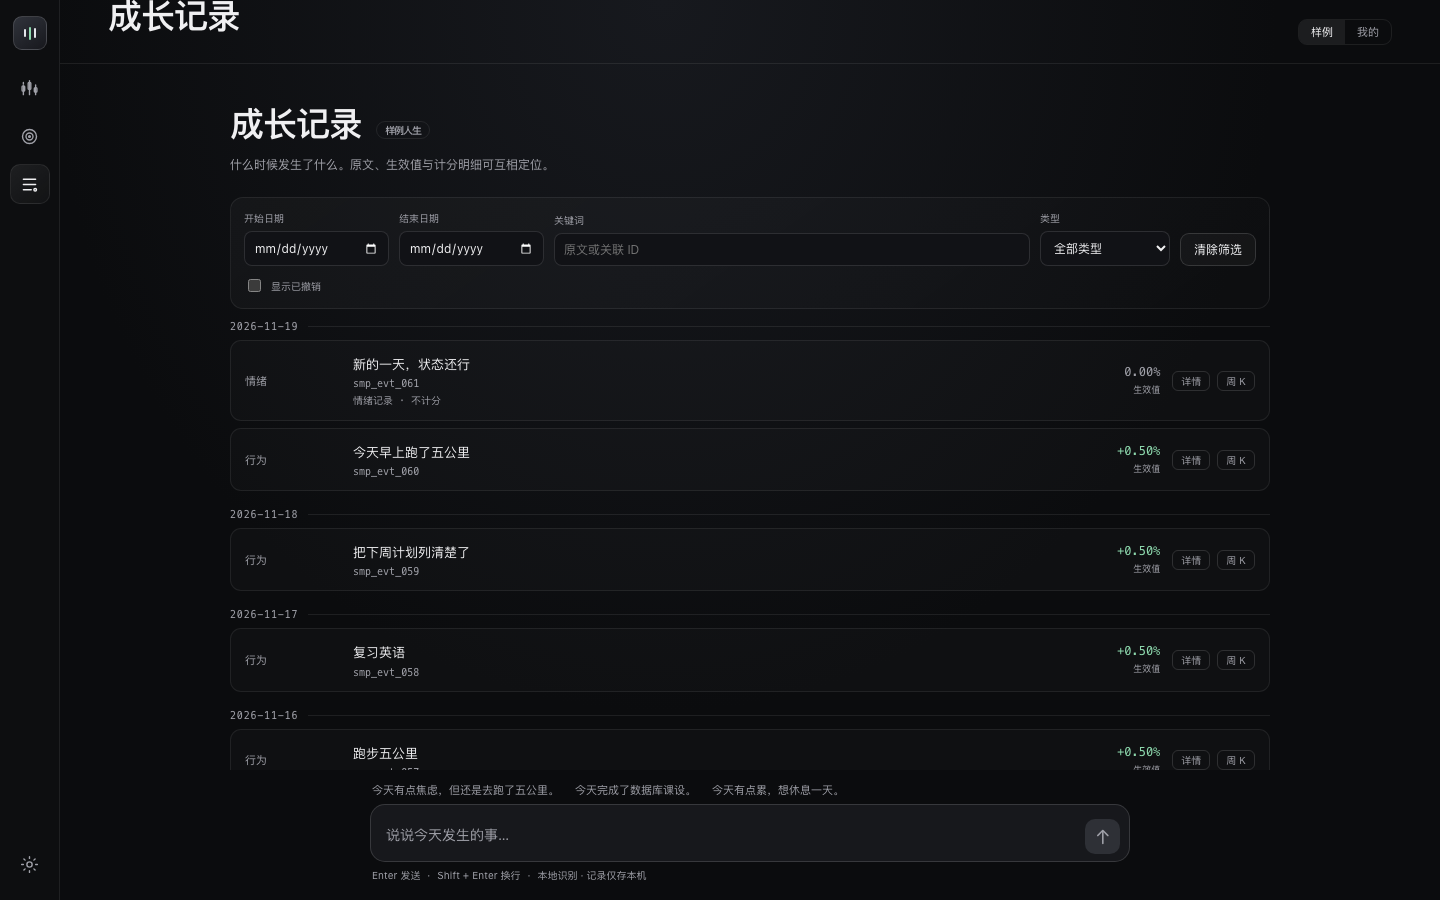 成长记录
样例 我的
成长记录 样例人生
什么时候发生了什么。原文、生效值与计分明细可互相定位。
开始日期 结束日期 关键词 类型
mm/dd/yyyy mm/dd/yyyy 原文或关联 ID 全部类型 清除筛选
显示已撤销
2026-11-19
情绪
新的一天，状态还行
smp_evt_061
情绪记录 · 不计分
0.00%
生效值
详情 周 K
行为
今天早上跑了五公里
smp_evt_060
+0.50%
生效值
详情 周 K
2026-11-18
行为
把下周计划列清楚了
smp_evt_059
+0.50%
生效值
详情 周 K
2026-11-17
行为
复习英语
smp_evt_058
+0.50%
生效值
详情 周 K
2026-11-16
行为
跑步五公里
+0.50%
生效值
详情 周 K
今天有点焦虑，但还是去跑了五公里。 今天完成了数据库课设。 今天有点累，想休息一天。
说说今天发生的事...
Enter 发送 · Shift + Enter 换行 · 本地识别 · 记录仅存本机